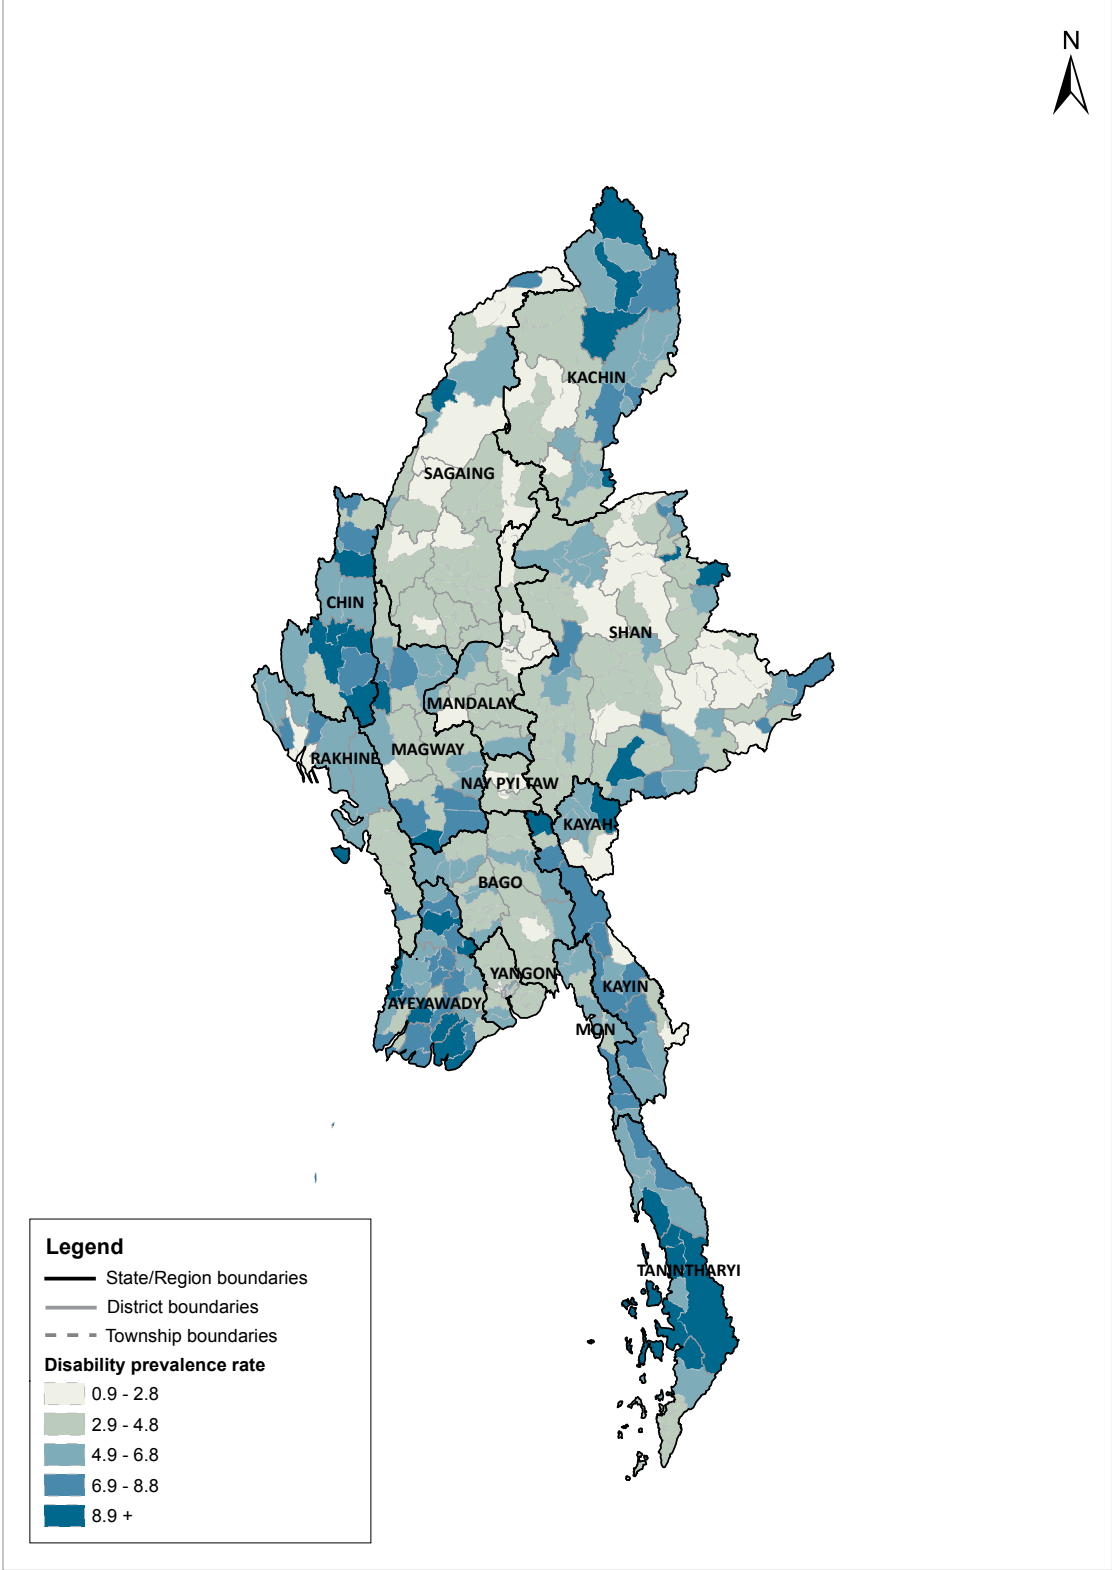 N
KACHIN
SAGAING
CHIN
SHAN
MANDALAY
MAGWAY
RAKHINE
NAY PYI TAW
KAYAH
BAGO
YANGON
KAYIN
AYEYAWADY
MON
TANINTHARYI
Legend
State/Region boundaries
District boundaries
Township boundaries
Disability prevalence rate
0.9 - 2.8
2.9 - 4.8
4.9 - 6.8
6.9 - 8.8
8.9 +